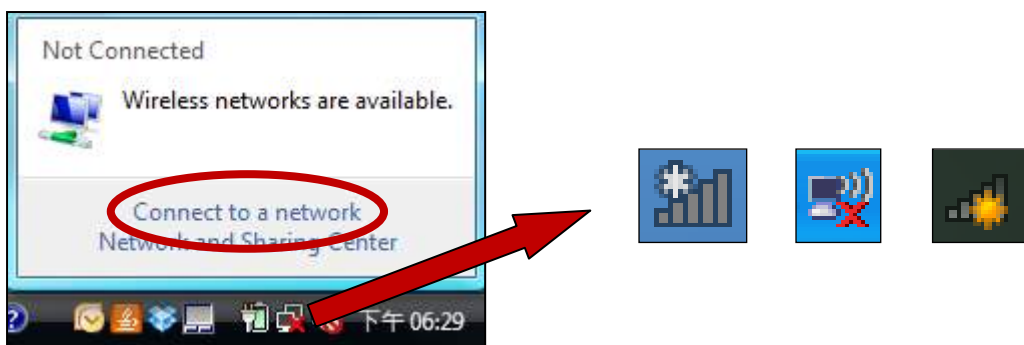 Not Connected
Wireless networks are available.
Connect to a network
Network and Sharing Center
下午 06:29